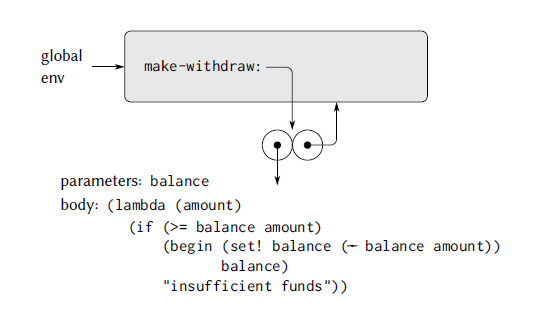 global
env
make-withdraw:
parameters: balance
body: (lambda (amount)
(if (>= balance amount)
(begin (set! balance (- balance amount))
balance)
"insufficient funds"))